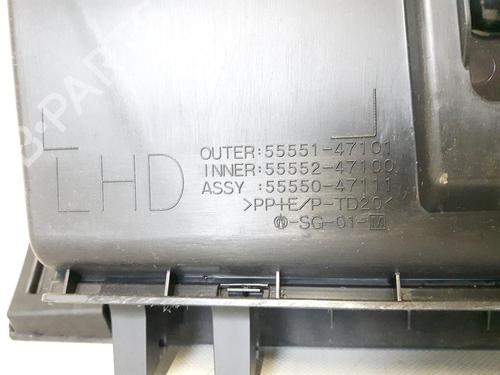 LHD
OUTER:55551-47101
INNER:55552-47100
ASSY :55550-47111
>PP+E/P-TD20<
-SG-01-M